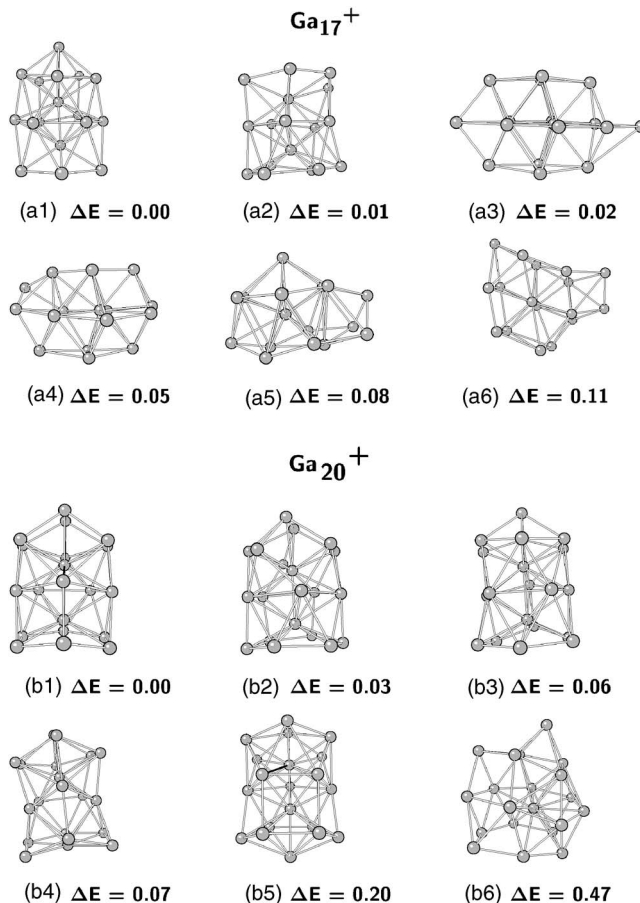 Ga17+
(a1) ΔE = 0.00 (a2) ΔE = 0.01 (a3) ΔE = 0.02
(a4) ΔE = 0.05 (a5) ΔE = 0.08 (a6) ΔE = 0.11
Ga20+
(b1) ΔE = 0.00 (b2) ΔE = 0.03 (b3) ΔE = 0.06
(b4) ΔE = 0.07 (b5) ΔE = 0.20 (b6) ΔE = 0.47